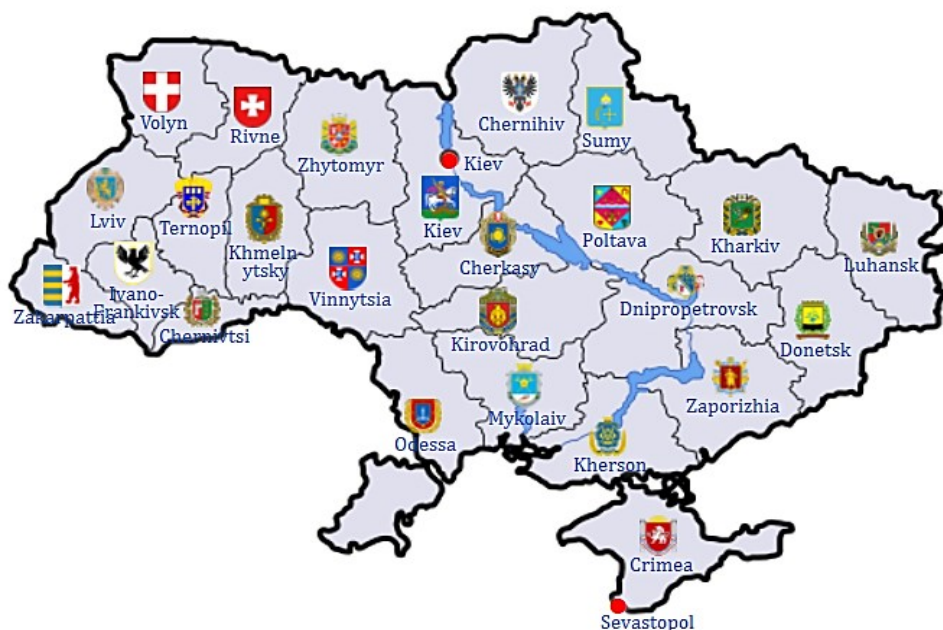 Volyn
Rivne
Zhytomyr
Chernihiv
Sumy
Kiev
Lviv
Ternopil
Khmeln-
ytsky
Kiev
Cherkasy
Poltava
Kharkiv
Luhansk
Zakarpattia
Ivano-
Frankivsk
Chernivtsi
Vinnytsia
Kirovohrad
Dnipropetrovsk
Donetsk
Odessa
Mykolaiv
Kherson
Zaporizhia
Crimea
Sevastopol